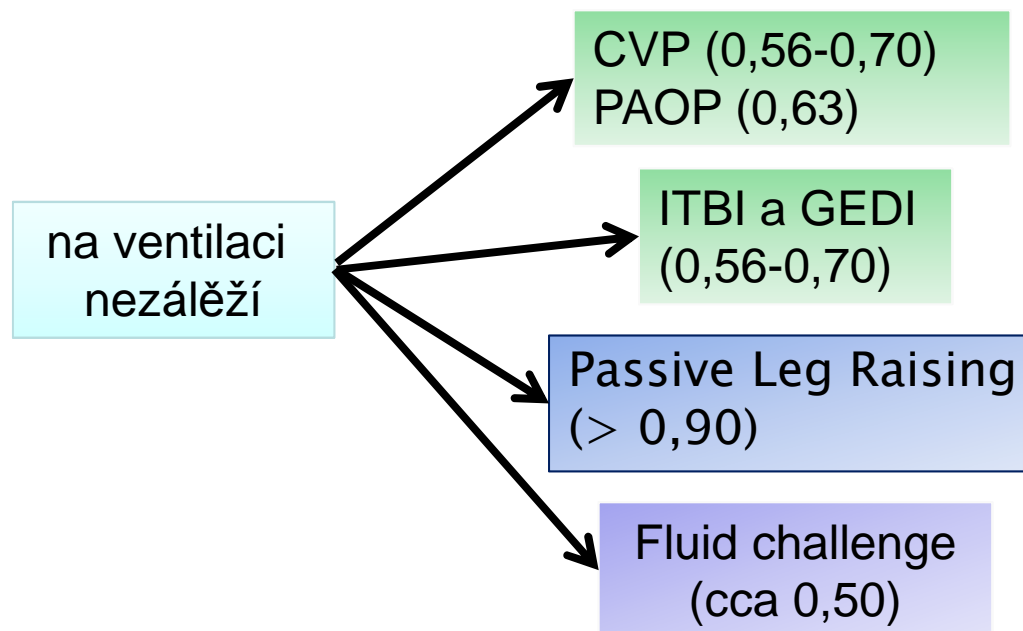 CVP (0,56-0,70)
PAOP (0,63)
na ventilaci
nezálěží
ITBI a GEDI
(0,56-0,70)
Passive Leg Raising
(> 0,90)
Fluid challenge
(cca 0,50)